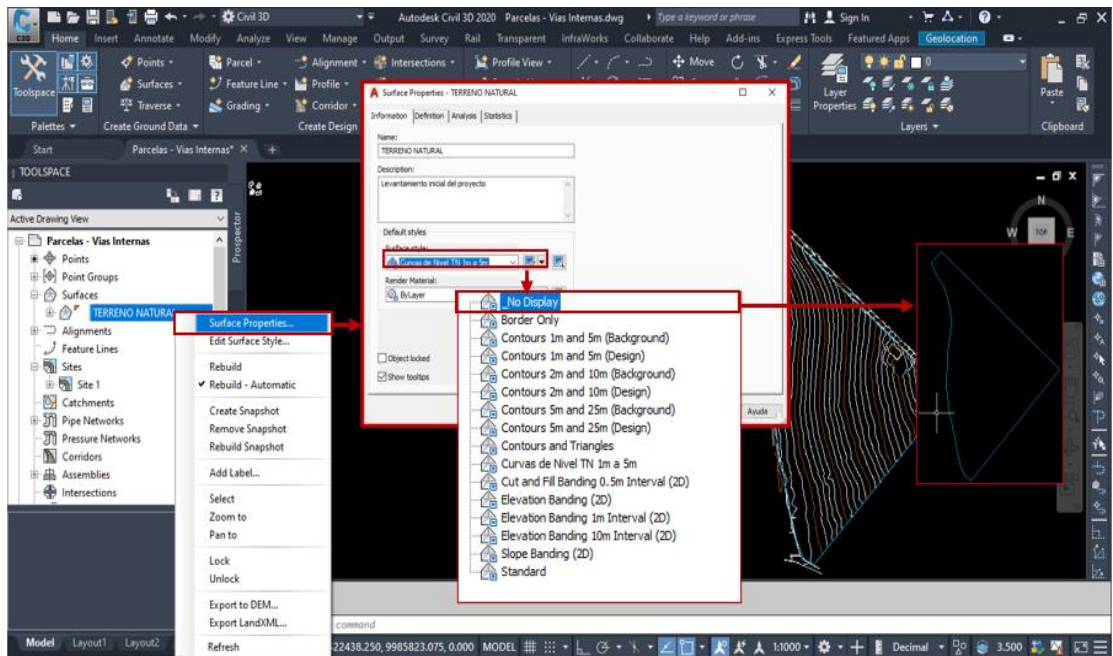 Civil 3D
Autodesk Civil 3D 2020 Parcelas - Vias Internas.dwg
Type a keyword or phrase
Sign In
C3D
Home Insert Annotate Modify Analyze View Manage Output Survey Rail Transparent InfraWorks Collaborate Help Add-ins Express Tools Featured Apps Geolocation
Toolspace
Points
Surfaces
Traverse
Parcel
Feature Line
Grading
Alignment
Profile
Corridor
Intersections
Profile View
Move
Layer
Properties
0
Paste
Palettes
Create Ground Data
Create Design
Layers
Clipboard
Start
Parcelas - Vias Internas*
TOOLSPACE
Active Drawing View
Prospector
Parcelas - Vias Internas
Points
Point Groups
Surfaces
TERRENO NATURA
Alignments
Feature Lines
Sites
Site 1
Catchments
Pipe Networks
Pressure Networks
Corridors
Assemblies
Intersections
Surface Properties...
Edit Surface Style...
Rebuild
Rebuild - Automatic
Create Snapshot
Remove Snapshot
Rebuild Snapshot
Add Label...
Select
Zoom to
Pan to
Lock
Unlock
Export to DEM...
Export LandXML...
Refresh
Surface Properties - TERRENO NATURAL
Information Definition Analysis Statistics
Name:
TERRENO NATURAL
Description:
Levantamiento inicial del proyecto
Default styles
Surface style:
Curvas de Nivel TN 1m a 5m
Render Material:
ByLayer
Object locked
Show tooltips
Ayuda
_No Display
Border Only
Contours 1m and 5m (Background)
Contours 1m and 5m (Design)
Contours 2m and 10m (Background)
Contours 2m and 10m (Design)
Contours 5m and 25m (Background)
Contours 5m and 25m (Design)
Contours and Triangles
Curvas de Nivel TN 1m a 5m
Cut and Fill Banding 0.5m Interval (2D)
Elevation Banding (2D)
Elevation Banding 1m Interval (2D)
Elevation Banding 10m Interval (2D)
Slope Banding (2D)
Standard
N
W
TOP
E
command
Model Layout1 Layout2
22438.250, 9985823.075, 0.000 MODEL
1:1000
Decimal
3.500